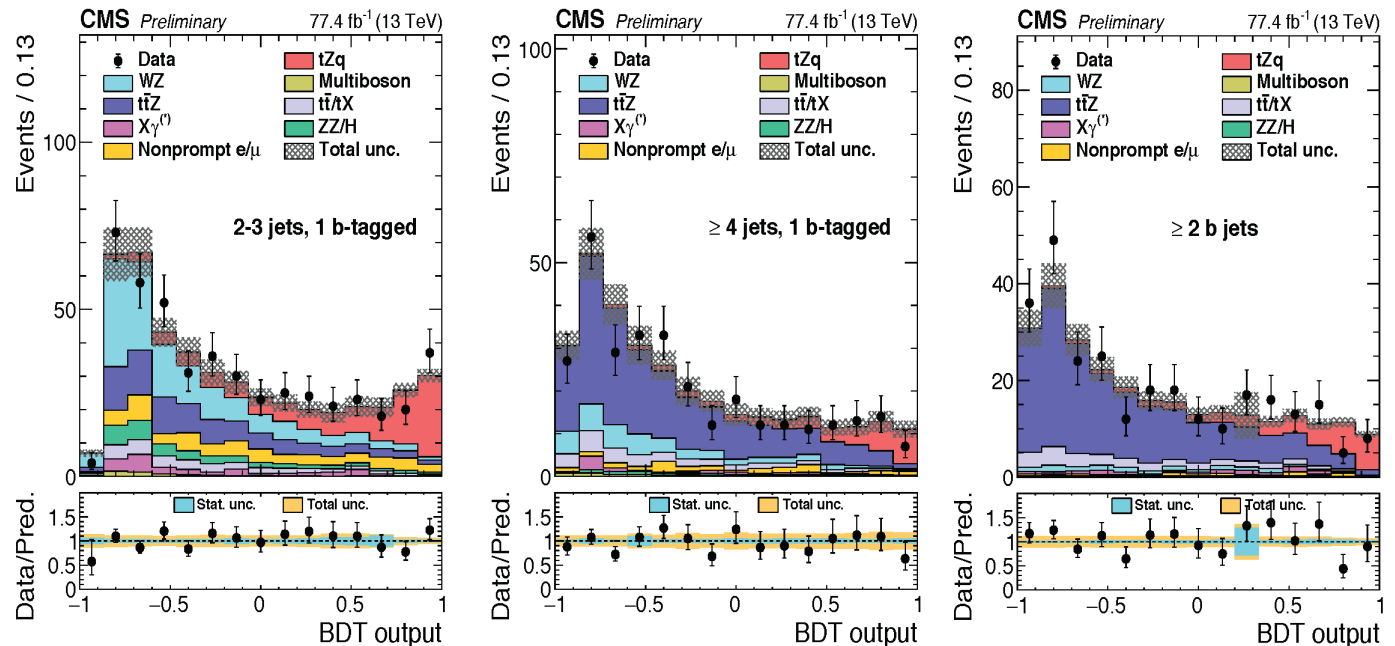 CMS Preliminary 77.4 fb⁻¹ (13 TeV)
Events / 0.13
Data
tZq
WZ
Multiboson
tt̄Z
tt̄/tX
Xγ(*)
ZZ/H
Nonprompt e/μ
Total unc.
2-3 jets, 1 b-tagged
100
50
0
Data/Pred.
Stat. unc.
Total unc.
1.5
1
0.5
0
−1 −0.5 0 0.5 1
BDT output
CMS Preliminary 77.4 fb⁻¹ (13 TeV)
Events / 0.13
Data
tZq
WZ
Multiboson
tt̄Z
tt̄/tX
Xγ(*)
ZZ/H
Nonprompt e/μ
Total unc.
≥ 4 jets, 1 b-tagged
100
50
0
Data/Pred.
Stat. unc.
Total unc.
1.5
1
0.5
0
−1 −0.5 0 0.5 1
BDT output
CMS Preliminary 77.4 fb⁻¹ (13 TeV)
Events / 0.13
Data
tZq
WZ
Multiboson
tt̄Z
tt̄/tX
Xγ(*)
ZZ/H
Nonprompt e/μ
Total unc.
≥ 2 b jets
80
60
40
20
0
Data/Pred.
Stat. unc.
Total unc.
1.5
1
0.5
0
−1 −0.5 0 0.5 1
BDT output